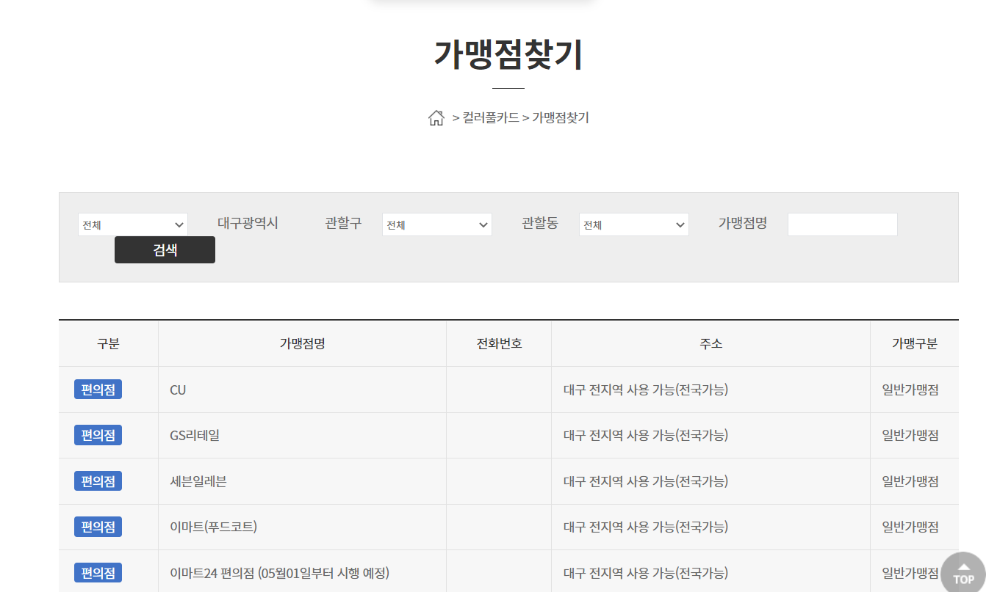 가맹점찾기
> 컬러풀카드 > 가맹점찾기
전체 대구광역시 관할구 전체 관할동 전체 가맹점명
검색
구분 가맹점명 전화번호 주소 가맹구분
편의점 CU 대구 전지역 사용 가능(전국가능) 일반가맹점
편의점 GS리테일 대구 전지역 사용 가능(전국가능) 일반가맹점
편의점 세븐일레븐 대구 전지역 사용 가능(전국가능) 일반가맹점
편의점 이마트(푸드코트) 대구 전지역 사용 가능(전국가능) 일반가맹점
편의점 이마트24 편의점 (05월01일부터 시행 예정) 대구 전지역 사용 가능(전국가능) 일반가맹점
TOP